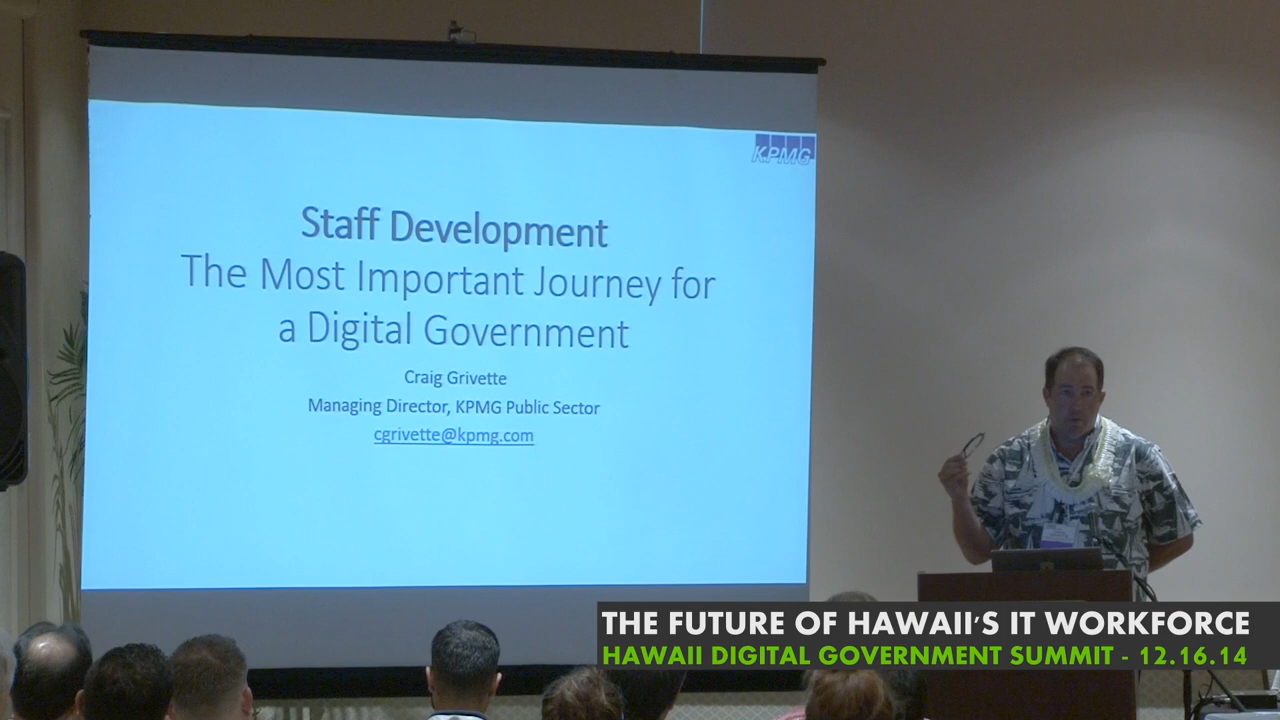 KPMG
Staff Development
The Most Important Journey for
a Digital Government
Craig Grivette
Managing Director, KPMG Public Sector
cgrivette@kpmg.com
THE FUTURE OF HAWAII'S IT WORKFORCE
HAWAII DIGITAL GOVERNMENT SUMMIT - 12.16.14